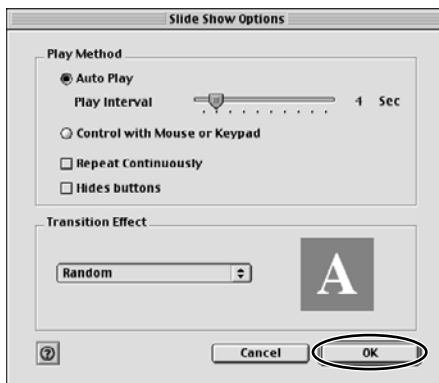 Slide Show Options
Play Method
Auto Play
Play Interval 4 Sec
Control with Mouse or Keypad
Repeat Continuously
Hides buttons
Transition Effect
Random
A
? Cancel OK